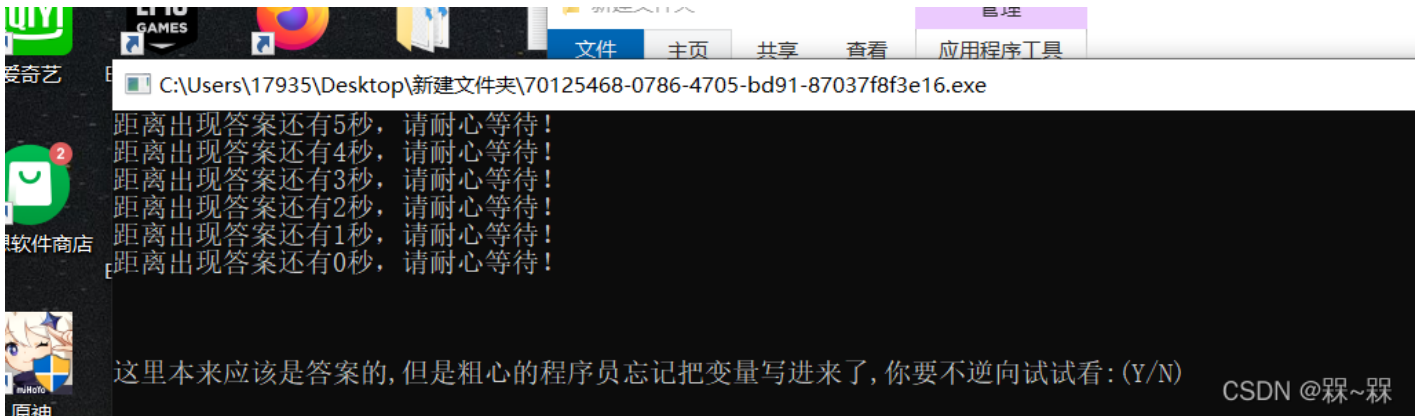 GAMES
管理
文件 主页 共享 查看 应用程序工具
爱奇艺
C:\Users\17935\Desktop\新建文件夹\70125468-0786-4705-bd91-87037f8f3e16.exe
距离出现答案还有5秒，请耐心等待！
距离出现答案还有4秒，请耐心等待！
2
距离出现答案还有3秒，请耐心等待！
距离出现答案还有2秒，请耐心等待！
距离出现答案还有1秒，请耐心等待！
软件商店
距离出现答案还有0秒，请耐心等待！
这里本来应该是答案的,但是粗心的程序员忘记把变量写进来了,你要不逆向试试看:(Y/N)
miHoYo
CSDN @槑~槑
原神